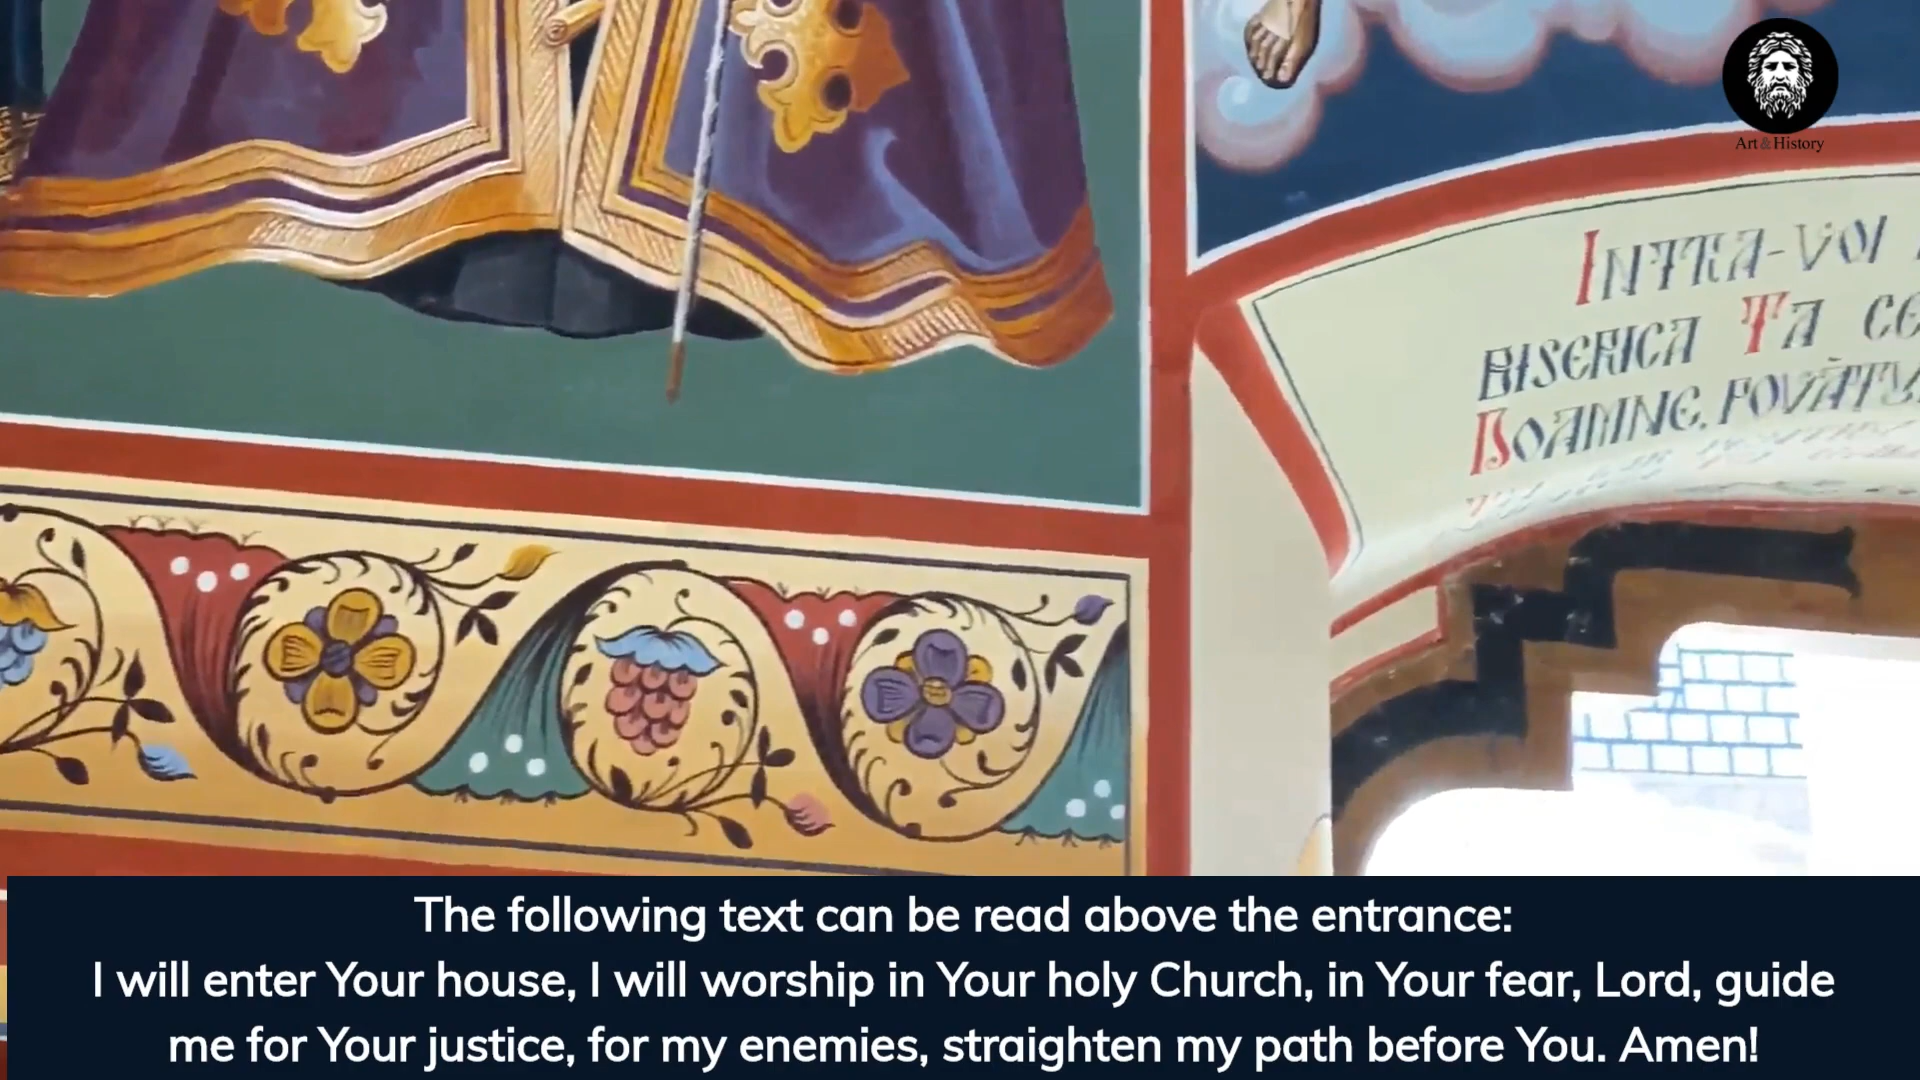 Art & History
INTRA-VOI
BISERICA TA CE
DOAMNE, POVĂȚU
The following text can be read above the entrance:
I will enter Your house, I will worship in Your holy Church, in Your fear, Lord, guide
me for Your justice, for my enemies, straighten my path before You. Amen!